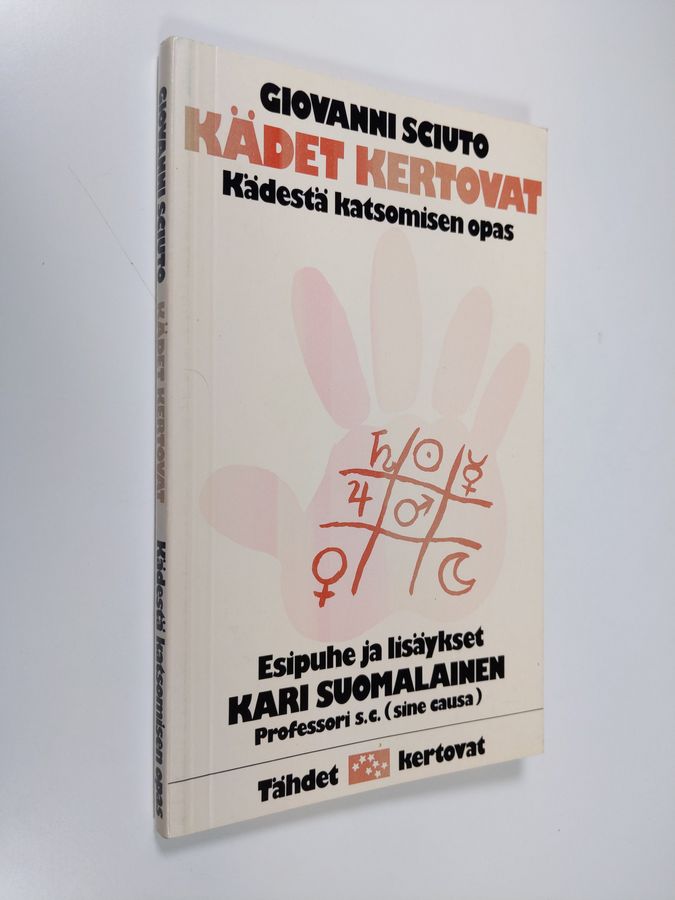 GIOVANNI SCIUTO
KÄDET KERTOVAT
Kädestä katsomisen opas
♄ ☉ ☿
♃ ♂
♀ ☾
Esipuhe ja lisäykset
KARI SUOMALAINEN
Professori s.c. (sine causa)
Tähdet kertovat
GIOVANNI SCIUTO KÄDET KERTOVAT Kädestä katsomisen opas